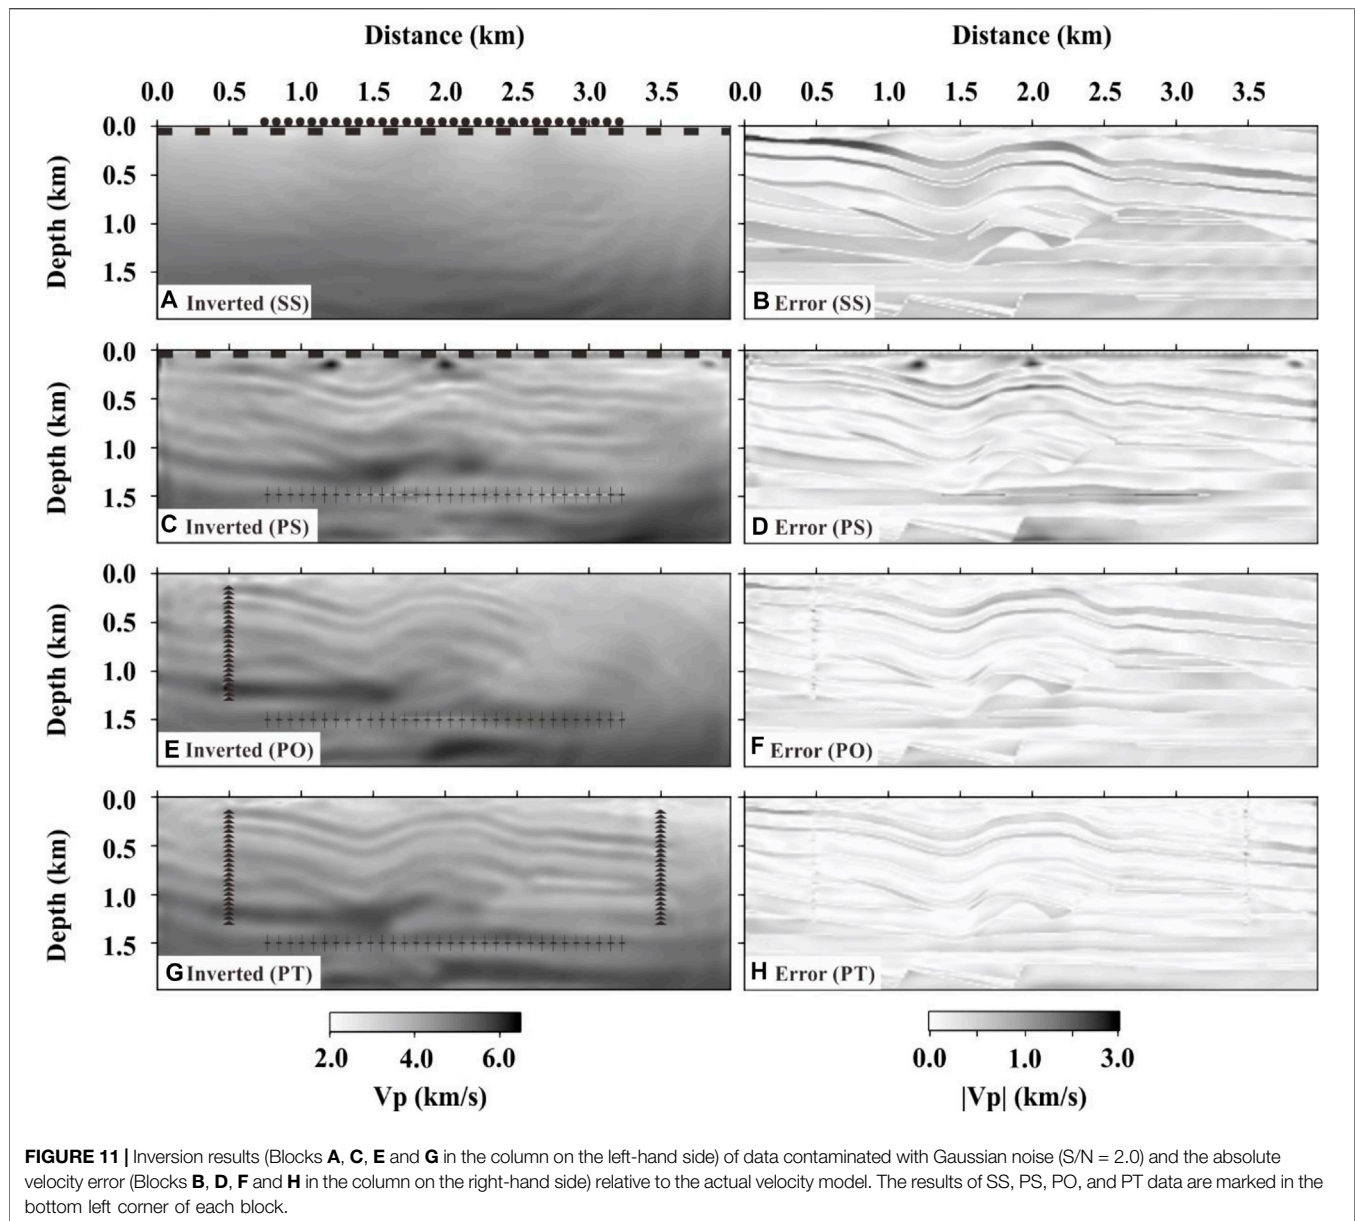 Distance (km) Distance (km)
0.0 0.5 1.0 1.5 2.0 2.5 3.0 3.5 0.0 0.5 1.0 1.5 2.0 2.5 3.0 3.5
0.0
0.5
1.0
1.5
Depth (km)
A Inverted (SS)
B Error (SS)
0.0
0.5
1.0
1.5
Depth (km)
C Inverted (PS)
D Error (PS)
0.0
0.5
1.0
1.5
Depth (km)
E Inverted (PO)
F Error (PO)
0.0
0.5
1.0
1.5
Depth (km)
G Inverted (PT)
H Error (PT)
2.0 4.0 6.0
Vp (km/s)
0.0 1.0 3.0
|Vp| (km/s)
FIGURE 11 | Inversion results (Blocks A, C, E and G in the column on the left-hand side) of data contaminated with Gaussian noise (S/N = 2.0) and the absolute
velocity error (Blocks B, D, F and H in the column on the right-hand side) relative to the actual velocity model. The results of SS, PS, PO, and PT data are marked in the
bottom left corner of each block.